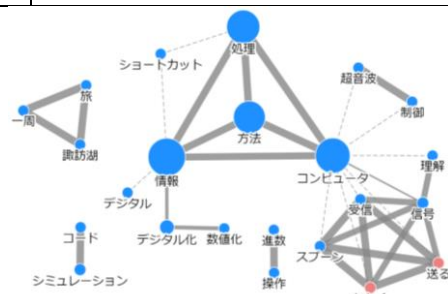 処理
ショートカット
超音波
旅
制御
一周
方法
諏訪湖
理解
情報
コンピュータ
デジタル
受信
信号
コード
デジタル化
数値化
進数
スプーン
送る
シミュレーション
操作